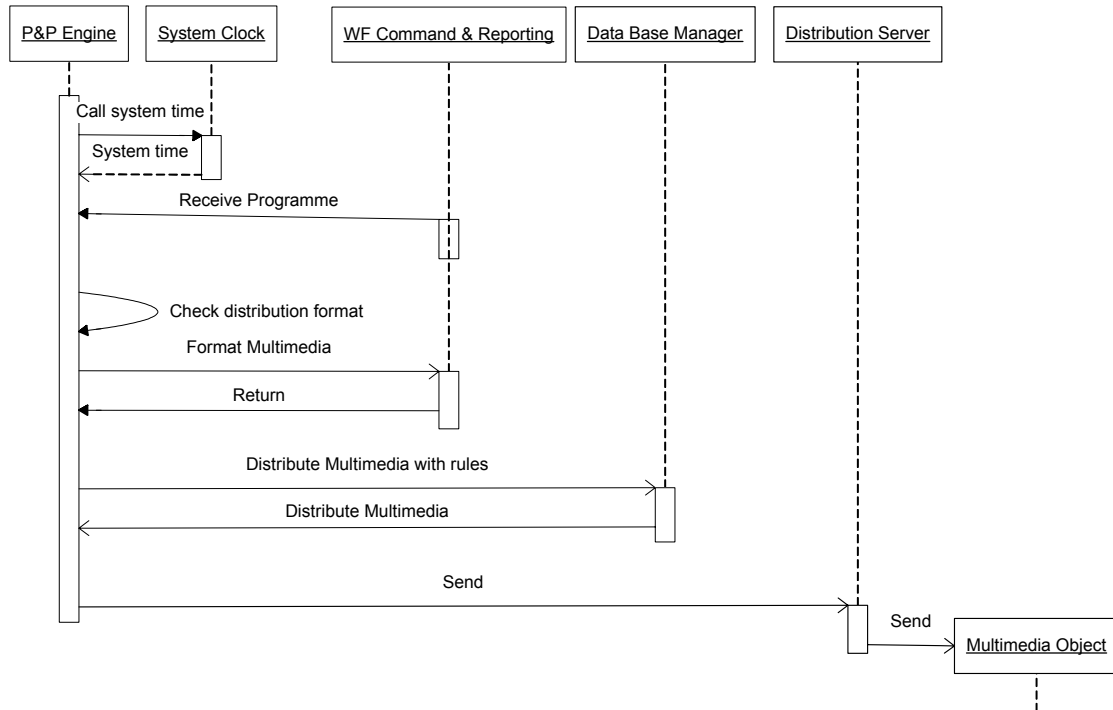 P&P Engine
System Clock
WF Command & Reporting
Data Base Manager
Distribution Server
Call system time
System time
Receive Programme
Check distribution format
Format Multimedia
Return
Distribute Multimedia with rules
Distribute Multimedia
Send
Send
Multimedia Object